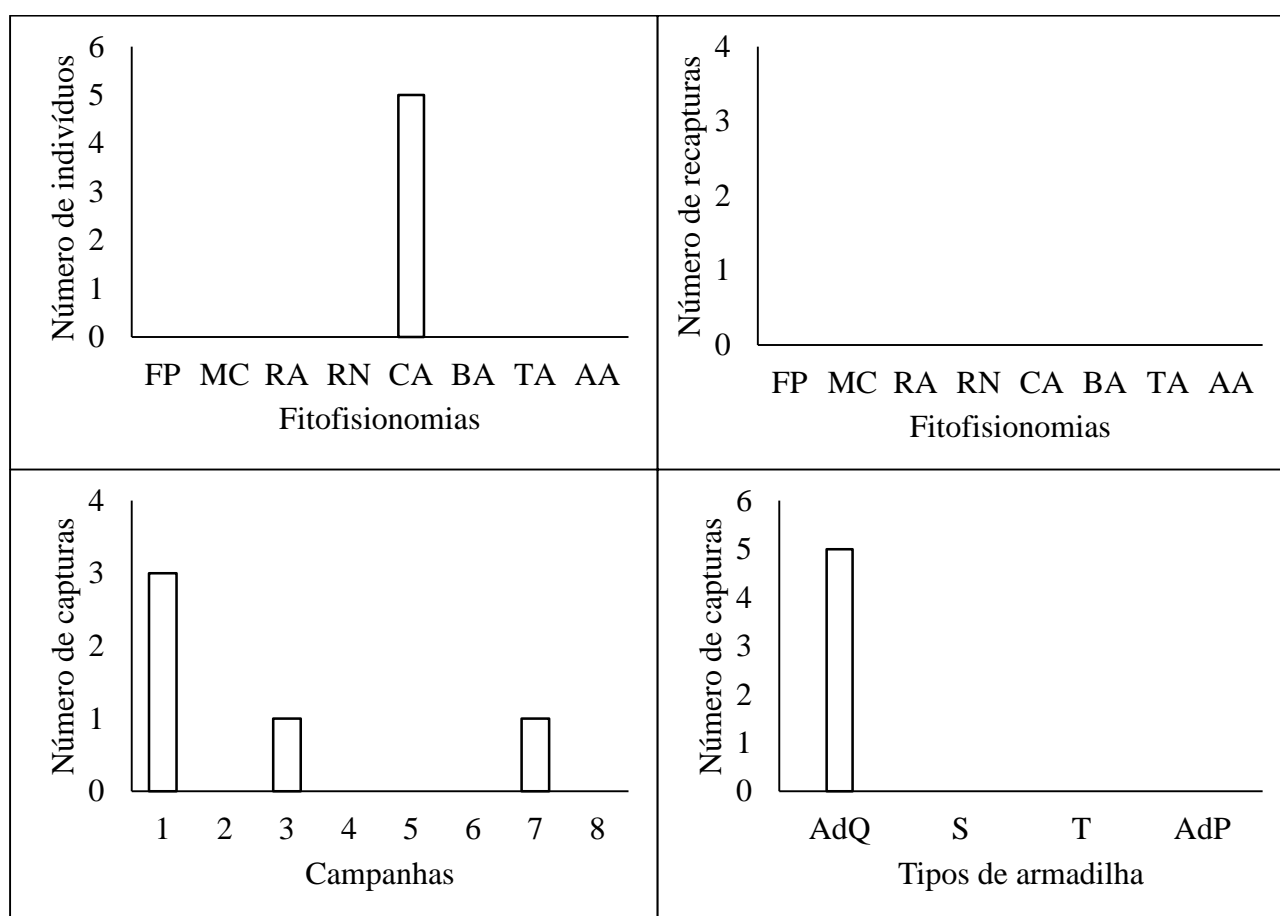 Número de indivíduos
6
5
4
3
2
1
0
FP MC RA RN CA BA TA AA
Fitofisionomias
Número de recapturas
4
3
2
1
0
FP MC RA RN CA BA TA AA
Fitofisionomias
Número de capturas
4
3
2
1
0
1 2 3 4 5 6 7 8
Campanhas
Número de capturas
6
5
4
3
2
1
0
AdQ S T AdP
Tipos de armadilha